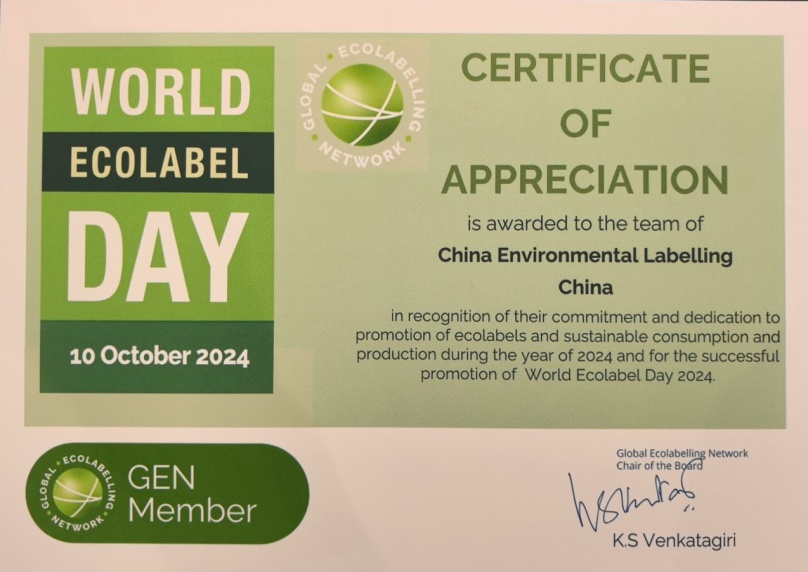 WORLD
ECOLABEL
DAY
10 October 2024
GLOBAL ECOLABELLING NETWORK
CERTIFICATE
OF
APPRECIATION
is awarded to the team of
China Environmental Labelling
China
in recognition of their commitment and dedication to
promotion of ecolabels and sustainable consumption and
production during the year of 2024 and for the successful
promotion of World Ecolabel Day 2024.
GLOBAL ECOLABELLING NETWORK
GEN
Member
Global Ecolabelling Network
Chair of the Board
K.S Venkatagiri